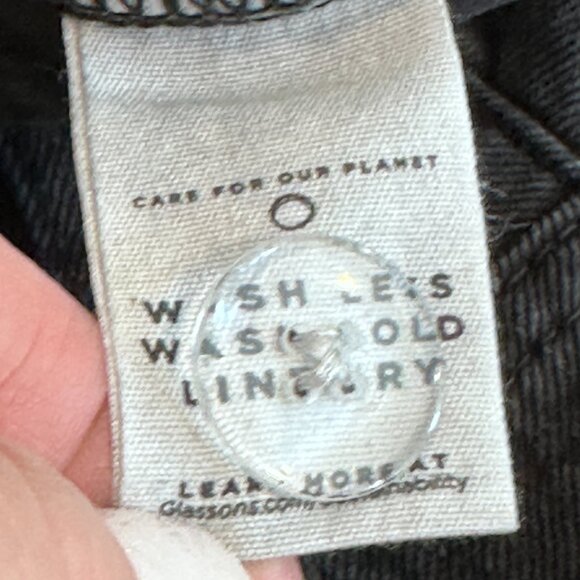 CARE FOR OUR PLANET
WASH LESS
WASH COLD
LINE DRY
LEARN MORE AT
Glassons.com/Sustainability